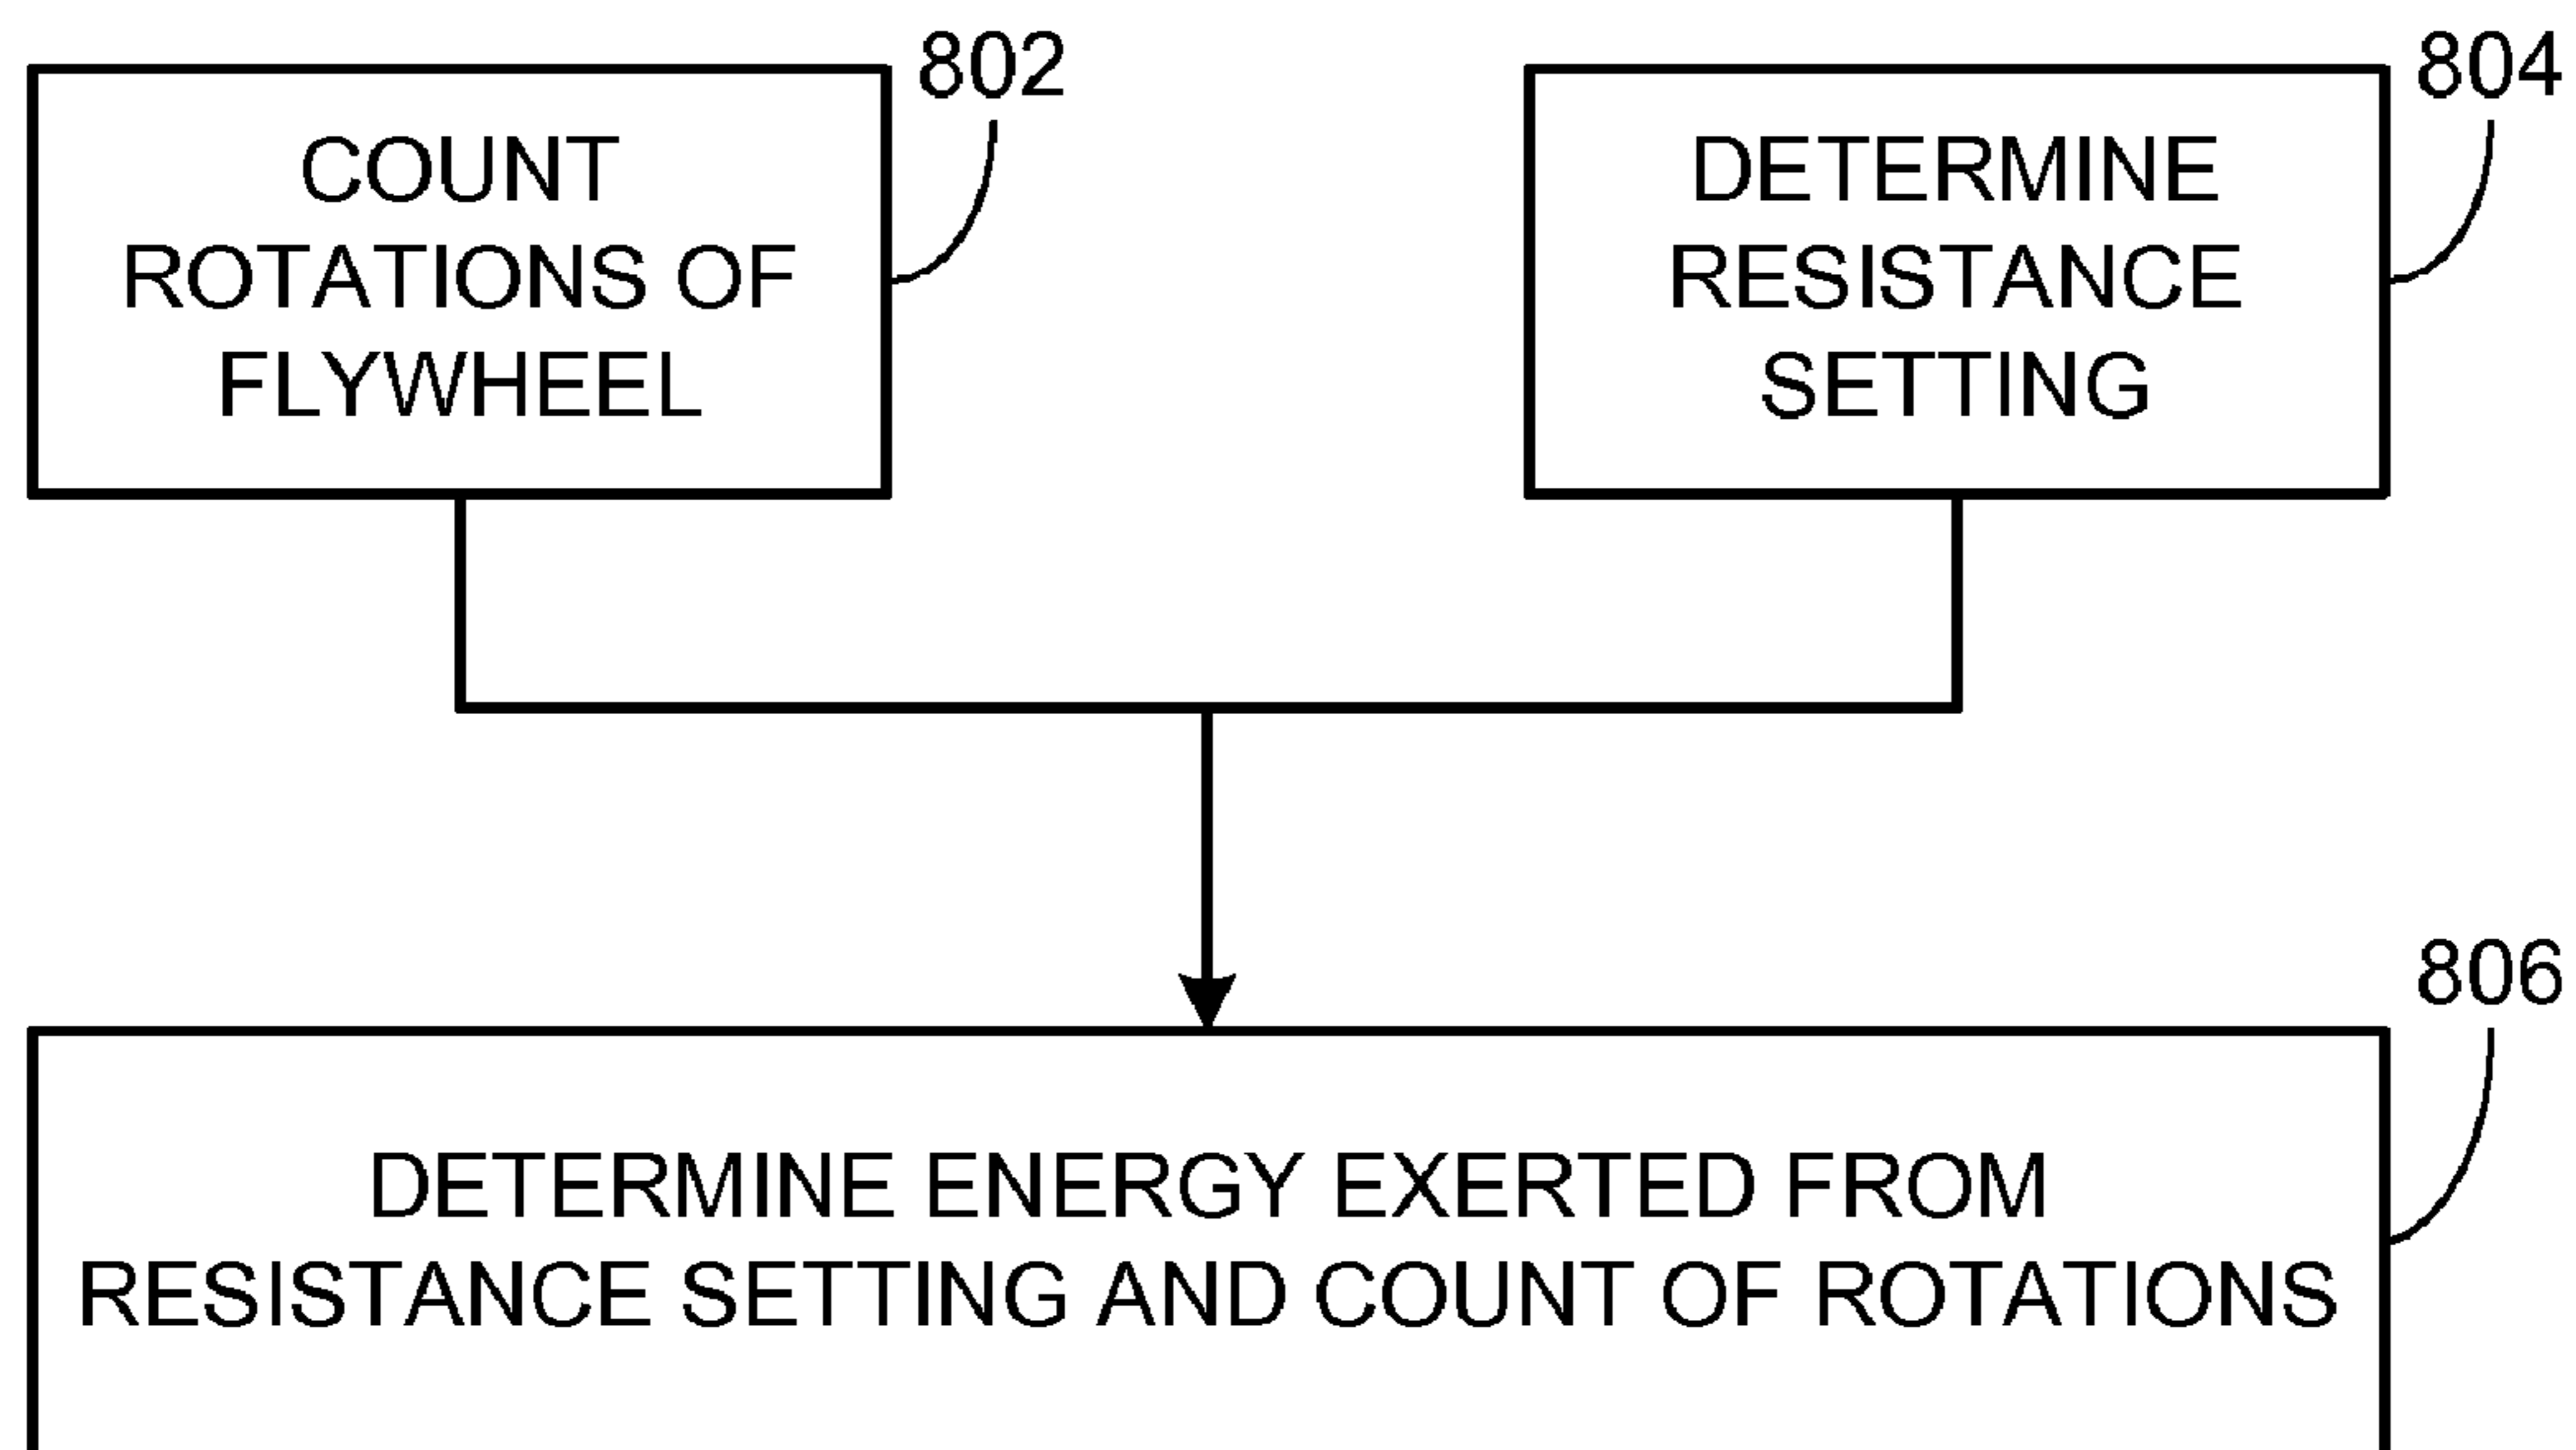 802
COUNT
ROTATIONS OF
FLYWHEEL
804
DETERMINE
RESISTANCE
SETTING
806
DETERMINE ENERGY EXERTED FROM
RESISTANCE SETTING AND COUNT OF ROTATIONS